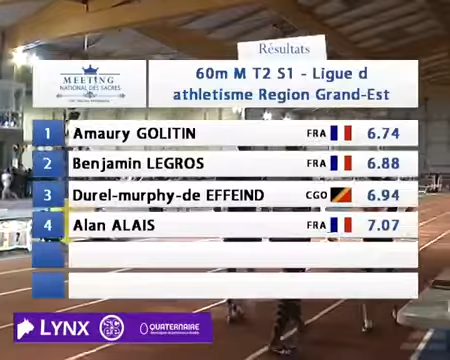 Résultats
MEETING
NATIONAL DES SACRES
60m M T2 S1 - Ligue d
athletisme Region Grand-Est
1 Amaury GOLITIN FRA 6.74
2 Benjamin LEGROS FRA 6.88
3 Durel-murphy-de EFFEIND CGO 6.94
4 Alan ALAIS FRA 7.07
LYNX QUATERNAIRE